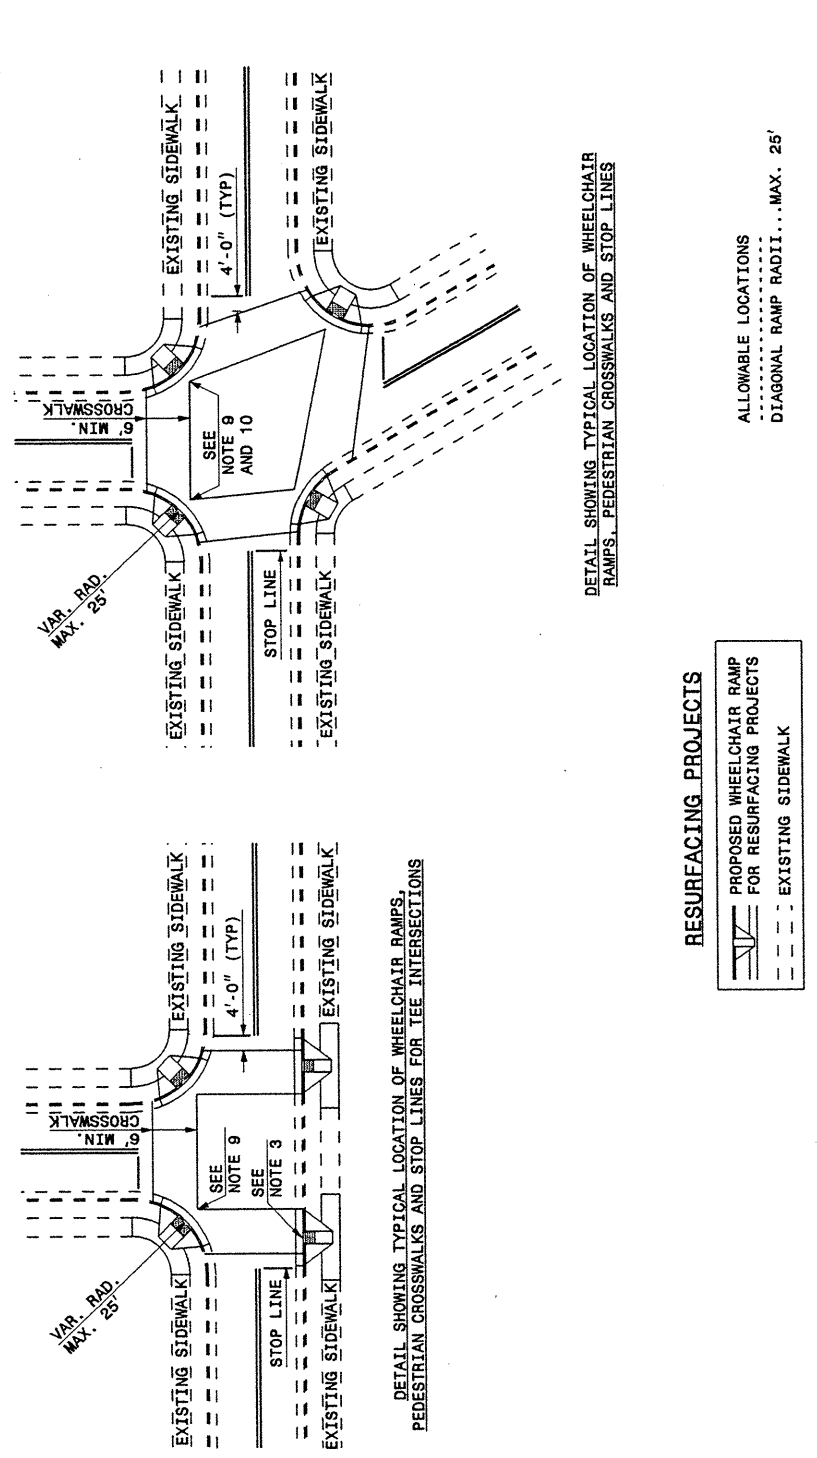 EXISTING SIDEWALK
EXISTING SIDEWALK
4'-0" (TYP)
6' MIN.
CROSSWALK
SEE
NOTE 9
AND 10
VAR. RAD.
MAX. 25'
STOP LINE
EXISTING SIDEWALK
EXISTING SIDEWALK
DETAIL SHOWING TYPICAL LOCATION OF WHEELCHAIR
RAMPS, PEDESTRIAN CROSSWALKS AND STOP LINES
ALLOWABLE LOCATIONS
DIAGONAL RAMP RADII...MAX. 25'
EXISTING SIDEWALK
EXISTING SIDEWALK
4'-0" (TYP)
6' MIN.
CROSSWALK
SEE
NOTE 9
SEE
NOTE 3
VAR. RAD.
MAX. 25'
STOP LINE
EXISTING SIDEWALK
EXISTING SIDEWALK
DETAIL SHOWING TYPICAL LOCATION OF WHEELCHAIR RAMPS,
PEDESTRIAN CROSSWALKS AND STOP LINES FOR TEE INTERSECTIONS
RESURFACING PROJECTS
PROPOSED WHEELCHAIR RAMP
FOR RESURFACING PROJECTS
EXISTING SIDEWALK